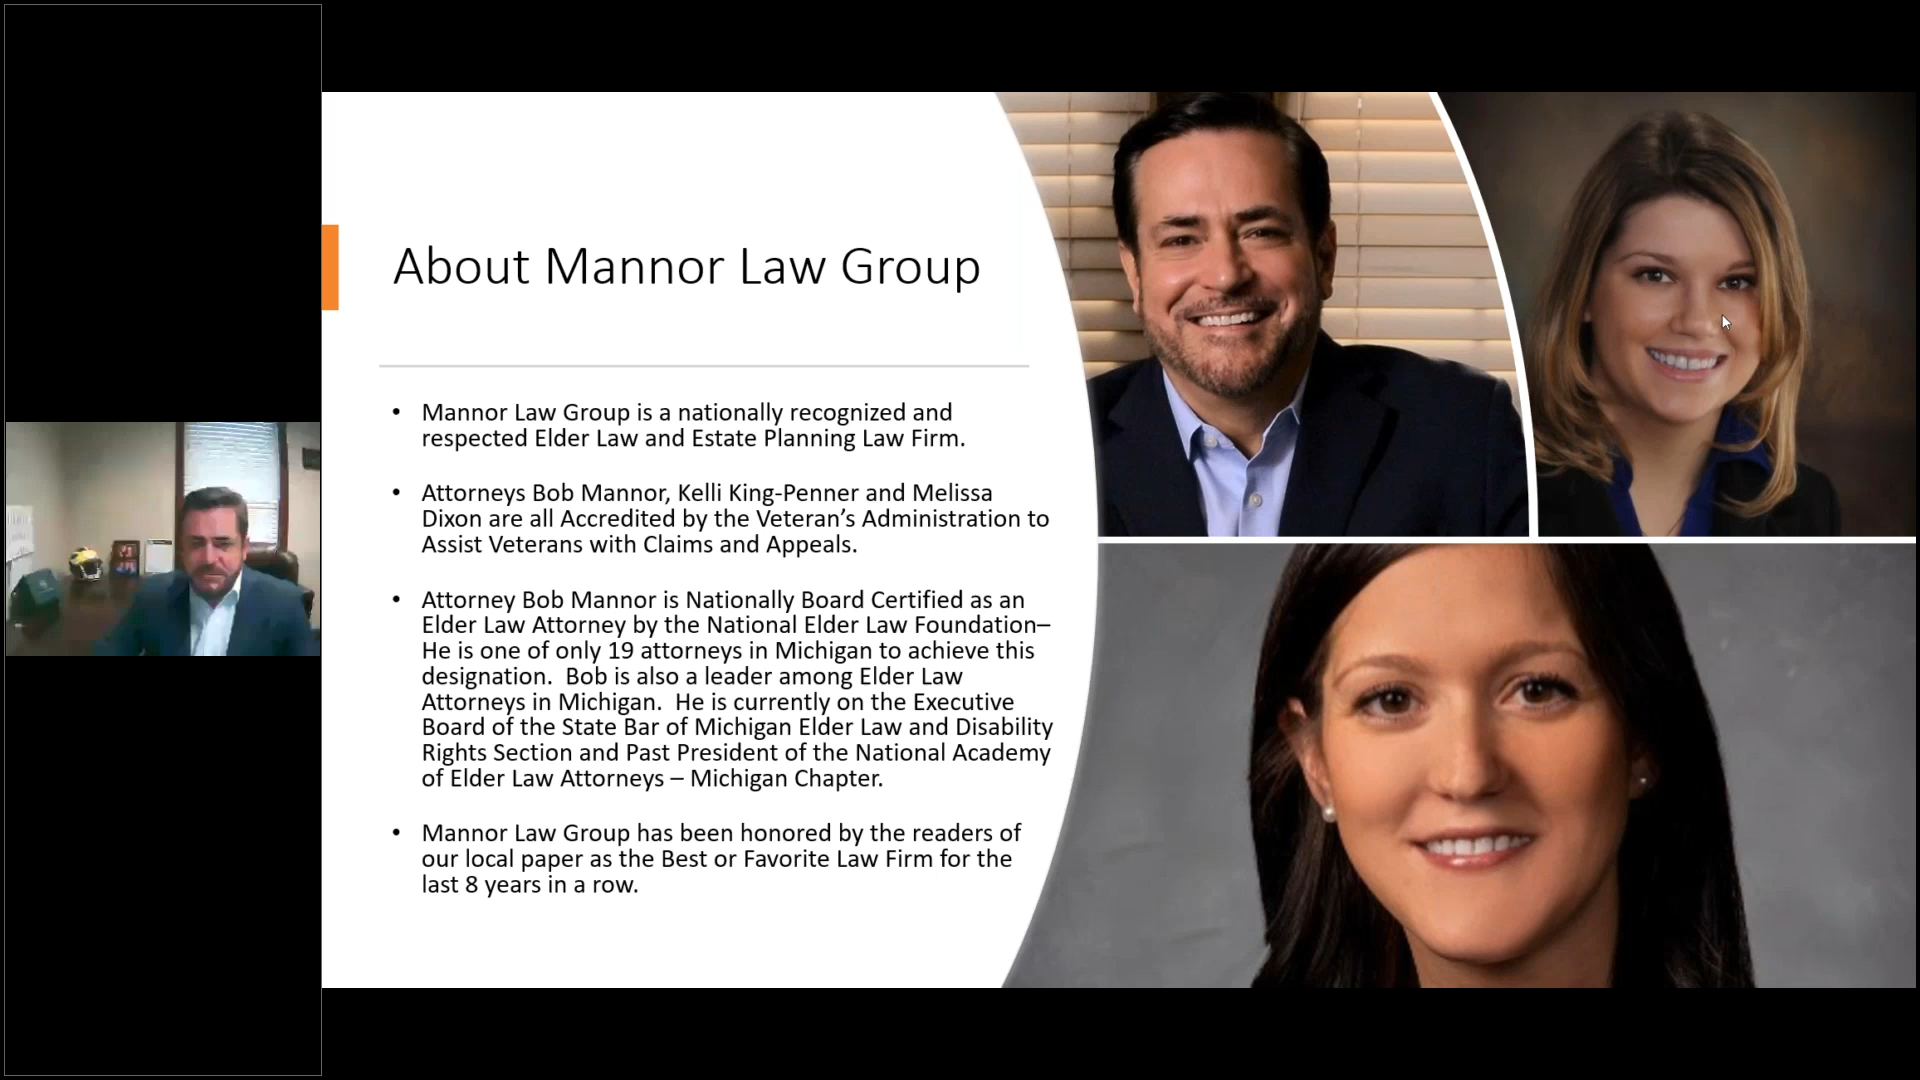 About Mannor Law Group
• Mannor Law Group is a nationally recognized and
respected Elder Law and Estate Planning Law Firm.
• Attorneys Bob Mannor, Kelli King-Penner and Melissa
Dixon are all Accredited by the Veteran’s Administration to
Assist Veterans with Claims and Appeals.
• Attorney Bob Mannor is Nationally Board Certified as an
Elder Law Attorney by the National Elder Law Foundation–
He is one of only 19 attorneys in Michigan to achieve this
designation.  Bob is also a leader among Elder Law
Attorneys in Michigan.  He is currently on the Executive
Board of the State Bar of Michigan Elder Law and Disability
Rights Section and Past President of the National Academy
of Elder Law Attorneys – Michigan Chapter.
• Mannor Law Group has been honored by the readers of
our local paper as the Best or Favorite Law Firm for the
last 8 years in a row.